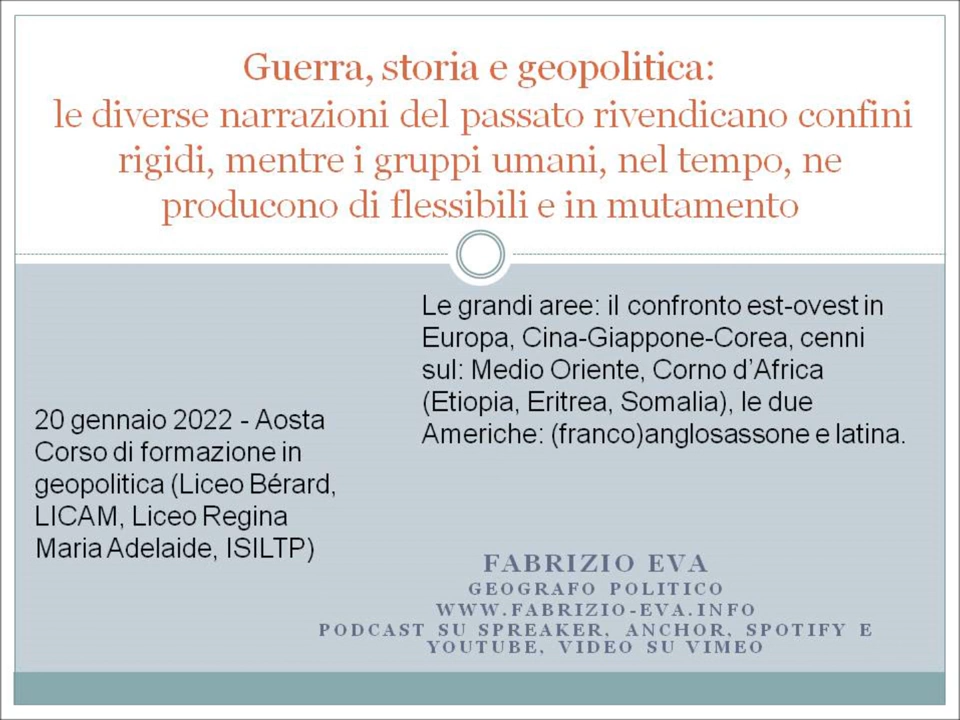 Guerra, storia e geopolitica:
le diverse narrazioni del passato rivendicano confini
rigidi, mentre i gruppi umani, nel tempo, ne
producono di flessibili e in mutamento
Le grandi aree: il confronto est-ovest in
Europa, Cina-Giappone-Corea, cenni
sul: Medio Oriente, Corno d'Africa
(Etiopia, Eritrea, Somalia), le due
Americhe: (franco)anglosassone e latina.
20 gennaio 2022 - Aosta
Corso di formazione in
geopolitica (Liceo Bérard,
LICAM, Liceo Regina
Maria Adelaide, ISILTP)
FABRIZIO EVA
GEOGRAFO POLITICO
WWW.FABRIZIO-EVA.INFO
PODCAST SU SPREAKER, ANCHOR, SPOTIFY E
YOUTUBE, VIDEO SU VIMEO